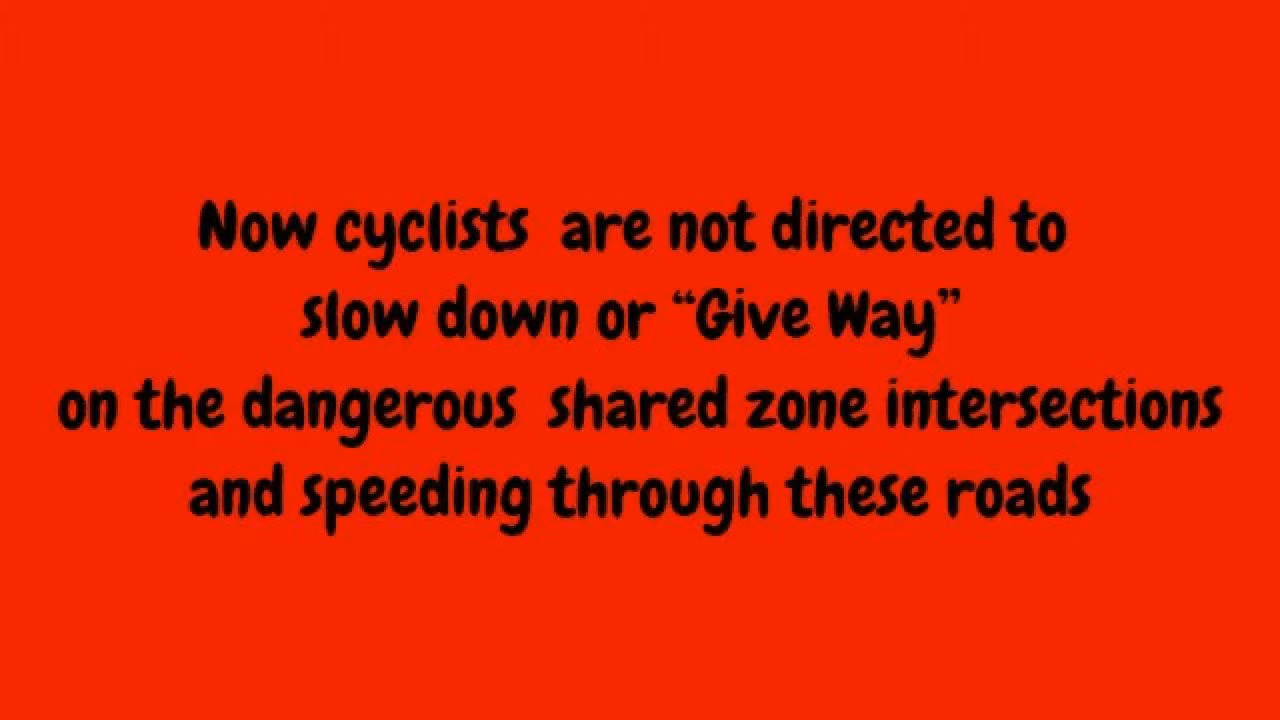 Now cyclists are not directed to
slow down or “Give Way”
on the dangerous shared zone intersections
and speeding through these roads